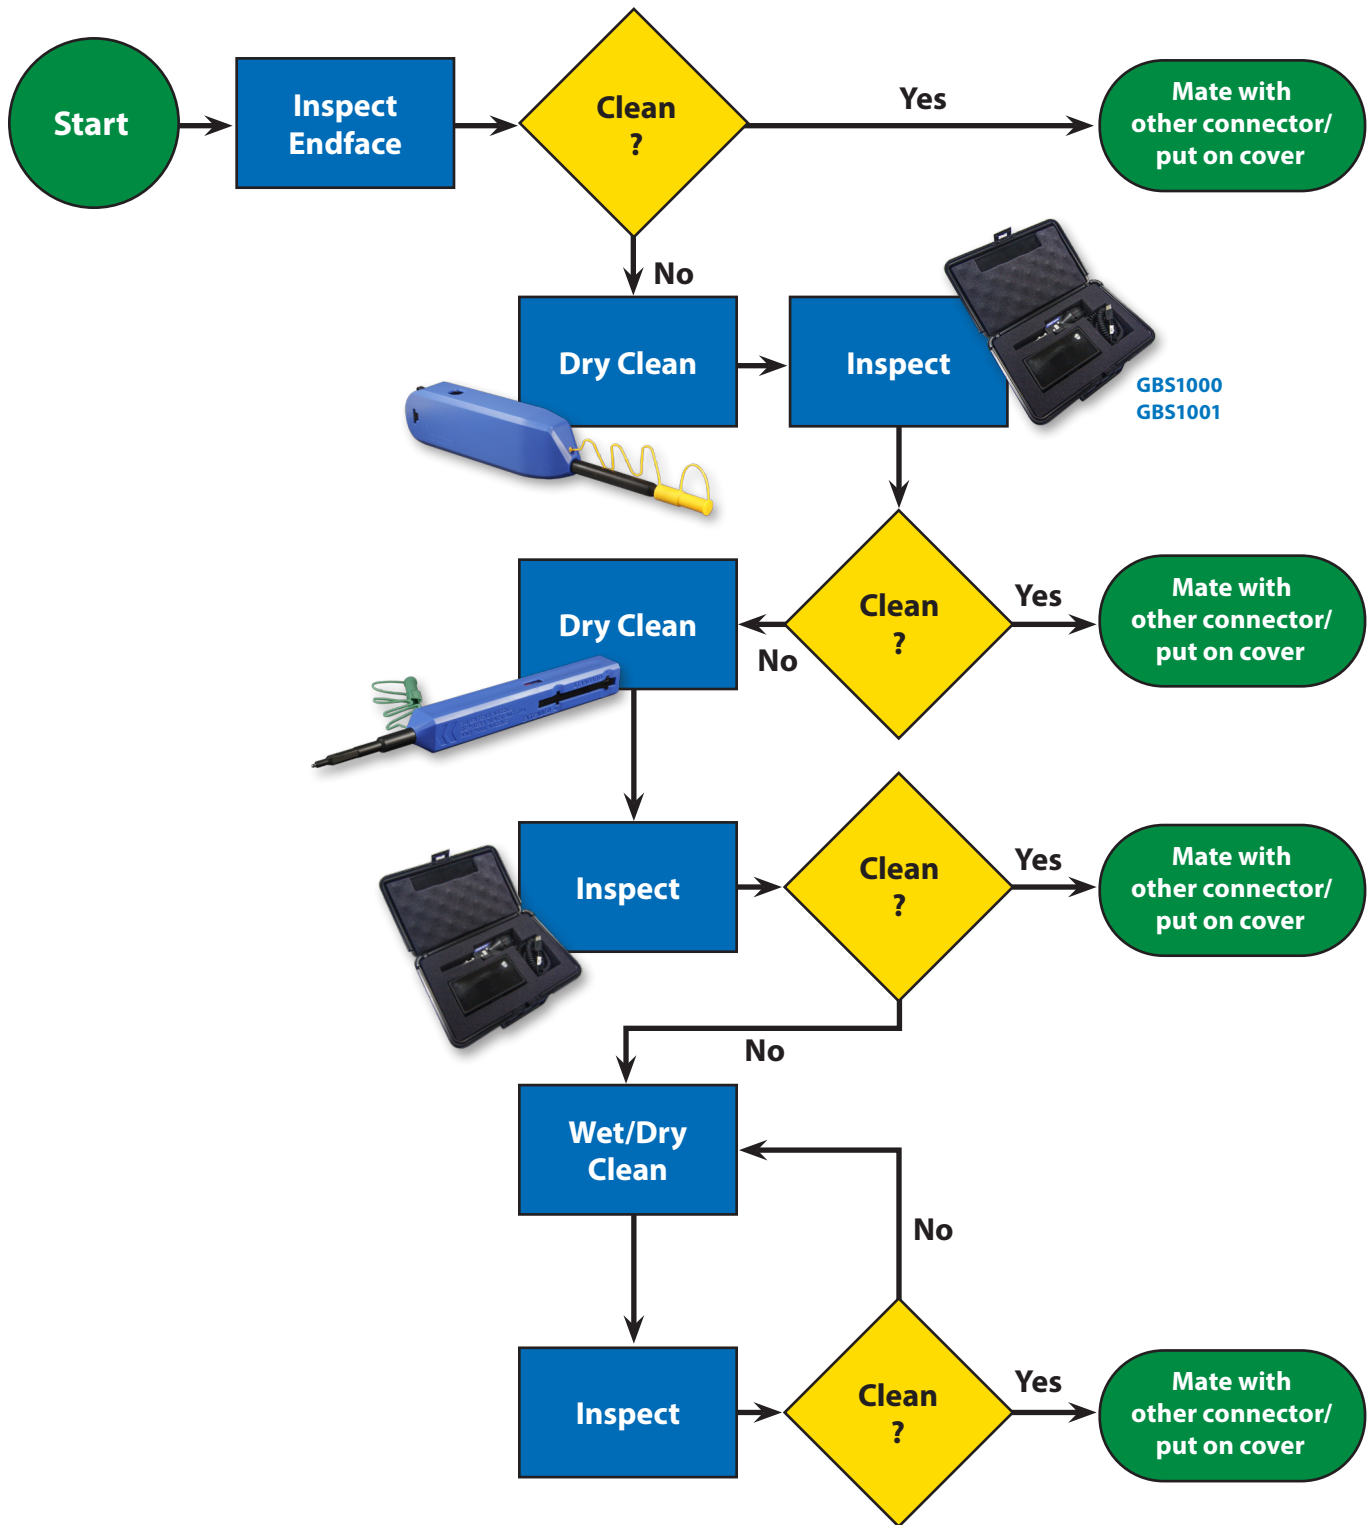 Start
Inspect
Endface
Clean
?
Yes
Mate with
other connector/
put on cover
No
Dry Clean
Inspect
GBS1000
GBS1001
Clean
?
Yes
Mate with
other connector/
put on cover
No
Dry Clean
Inspect
Clean
?
Yes
Mate with
other connector/
put on cover
No
Wet/Dry
Clean
No
Inspect
Clean
?
Yes
Mate with
other connector/
put on cover